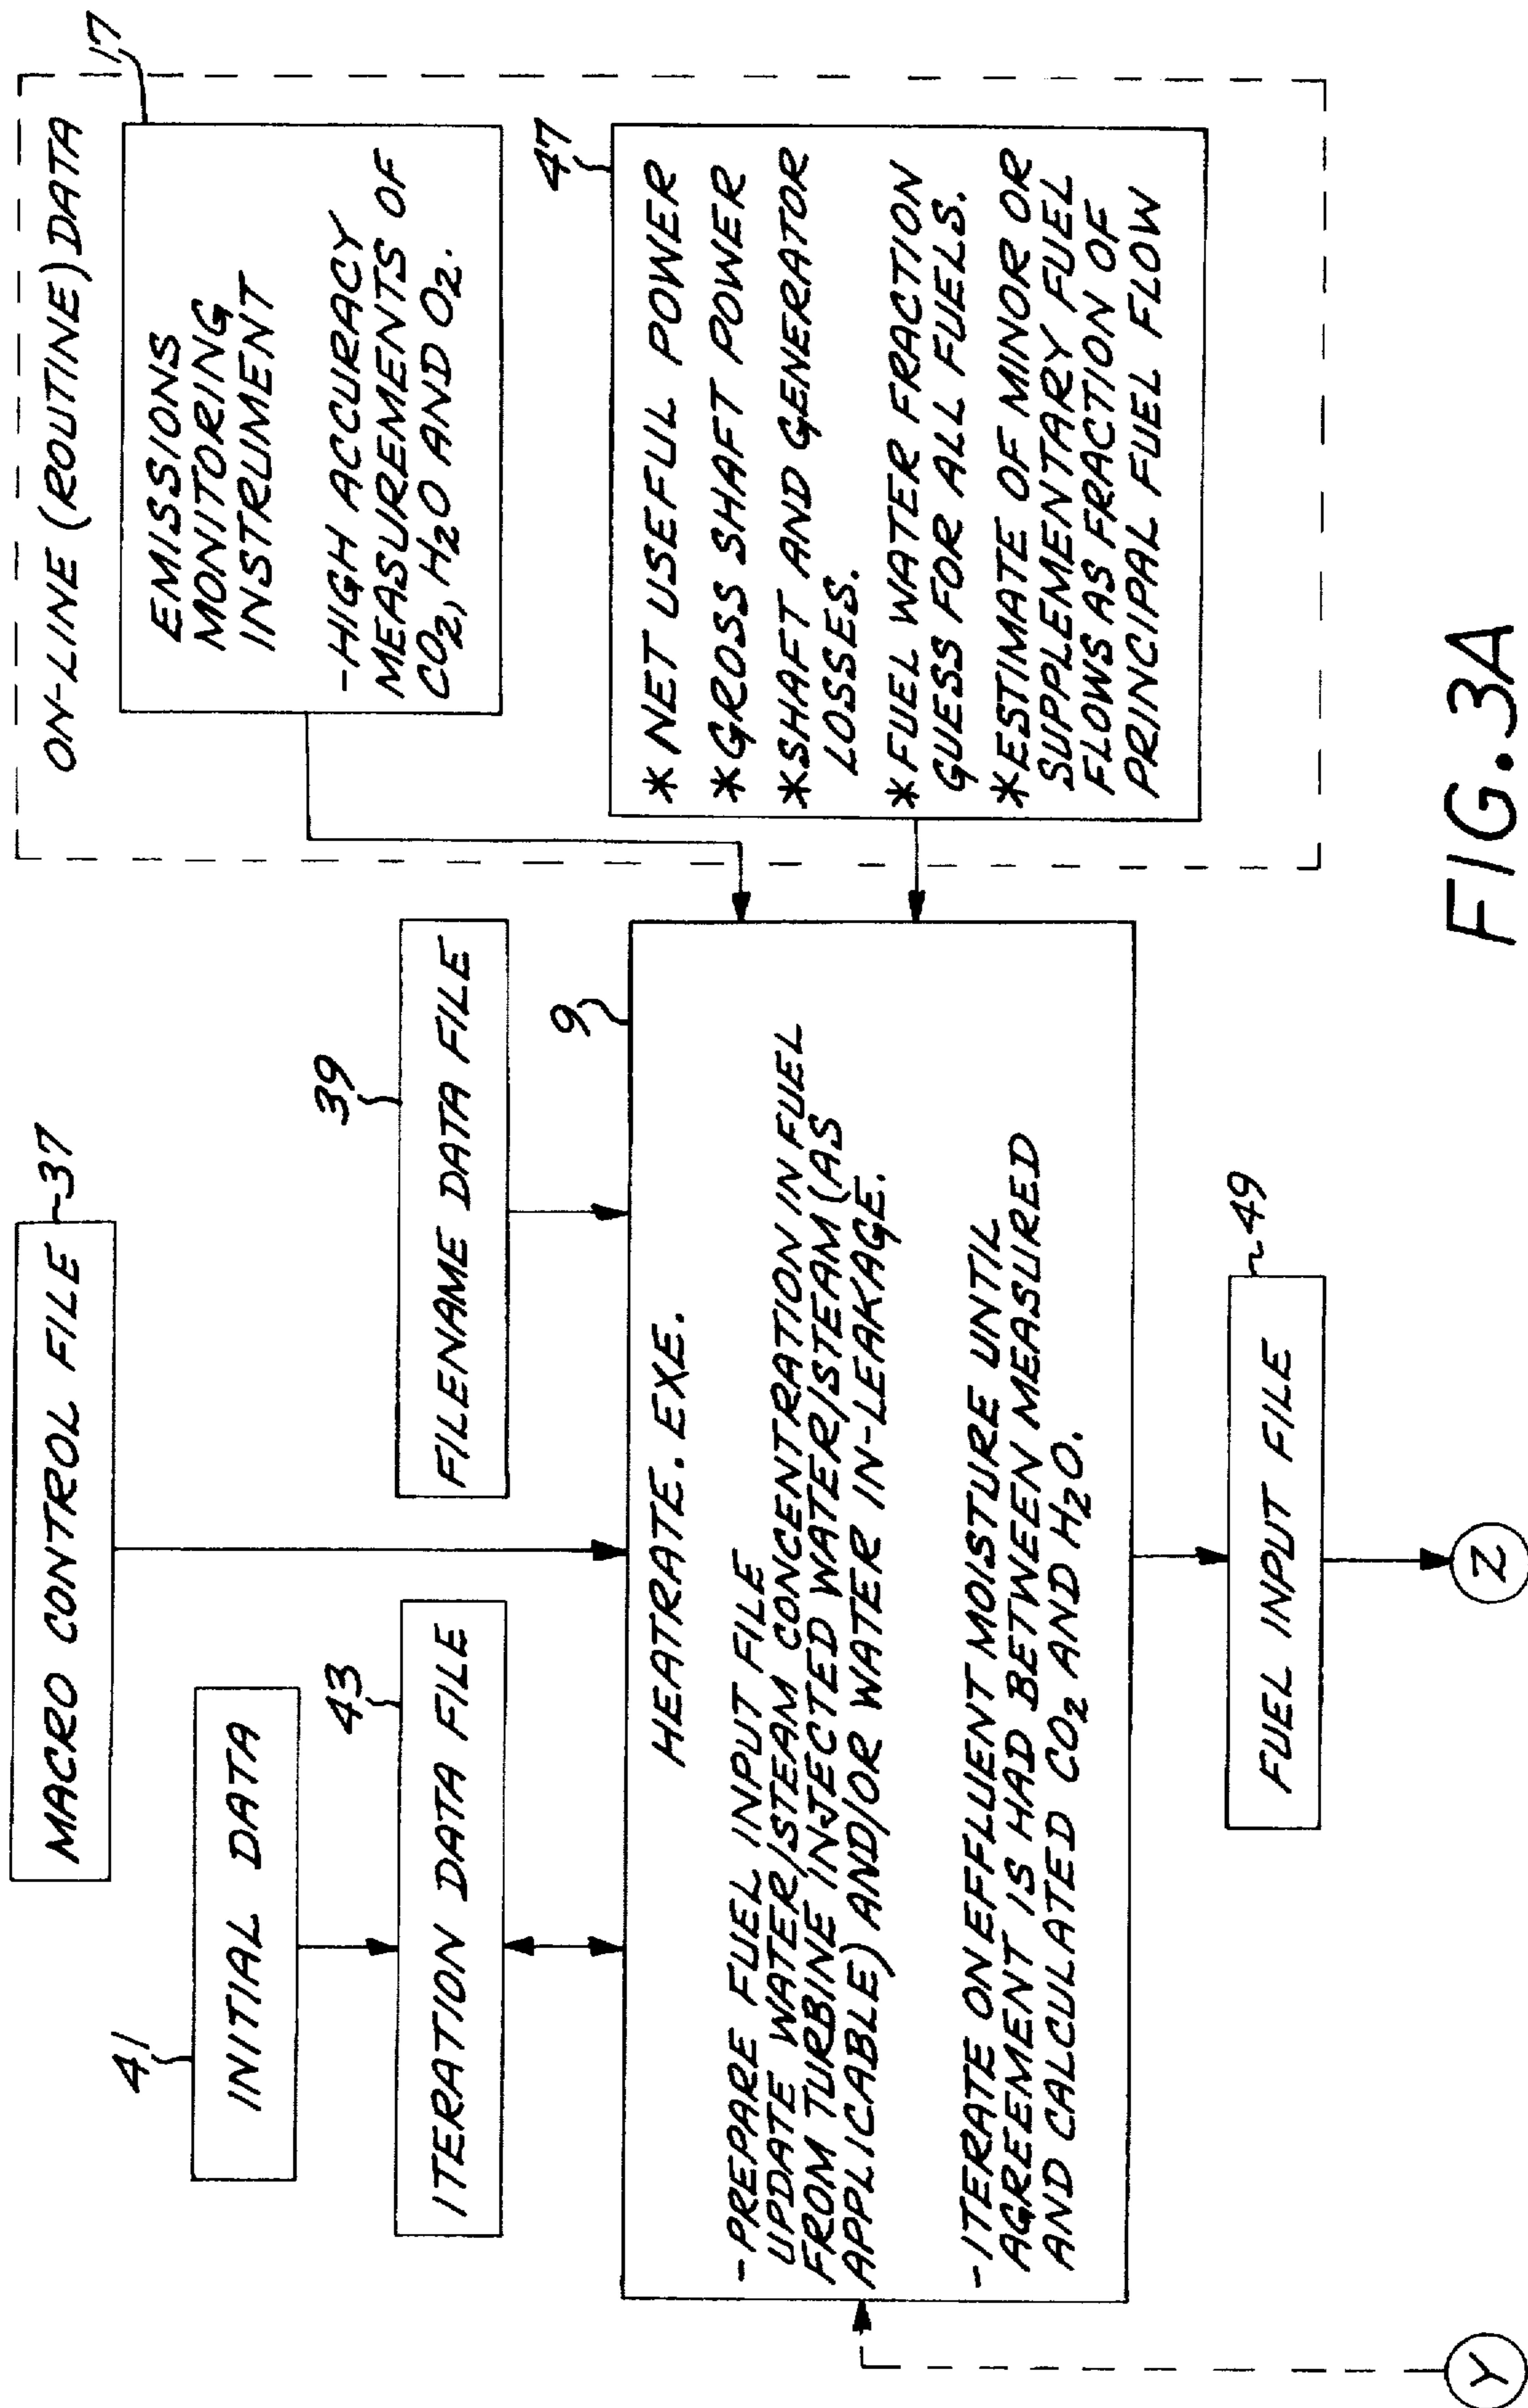 MACRO CONTROL FILE
37
41
INITIAL DATA
43
ITERATION DATA FILE
39
FILENAME DATA FILE
ON-LINE (ROUTINE) DATA
17
EMISSIONS
MONITORING
INSTRUMENT
-HIGH ACCURACY
MEASUREMENTS OF
CO2, H2O AND O2.
47
* NET USEFUL POWER
* GROSS SHAFT POWER
* SHAFT AND GENERATOR
LOSSES.
* FUEL WATER FRACTION
GUESS FOR ALL FUELS.
* ESTIMATE OF MINOR OR
SUPPLEMENTARY FUEL
FLOWS AS FRACTION OF
PRINCIPAL FUEL FLOW
9
HEATRATE.EXE.
-PREPARE FUEL INPUT FILE
UPDATE WATER/STEAM CONCENTRATION IN FUEL
FROM TURBINE INJECTED WATER/STEAM (AS
APPLICABLE) AND/OR WATER IN-LEAKAGE.
-ITERATE ON EFFLUENT MOISTURE UNTIL
AGREEMENT IS HAD BETWEEN MEASURED
AND CALCULATED CO2 AND H2O.
49
FUEL INPUT FILE
Y
Z
FIG. 3A